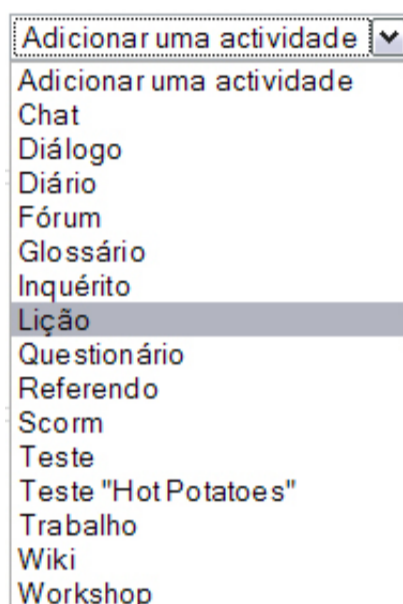 Adicionar uma actividade
Adicionar uma actividade
Chat
Diálogo
Diário
Fórum
Glossário
Inquérito
Lição
Questionário
Referendo
Scorm
Teste
Teste "Hot Potatoes"
Trabalho
Wiki
Workshop